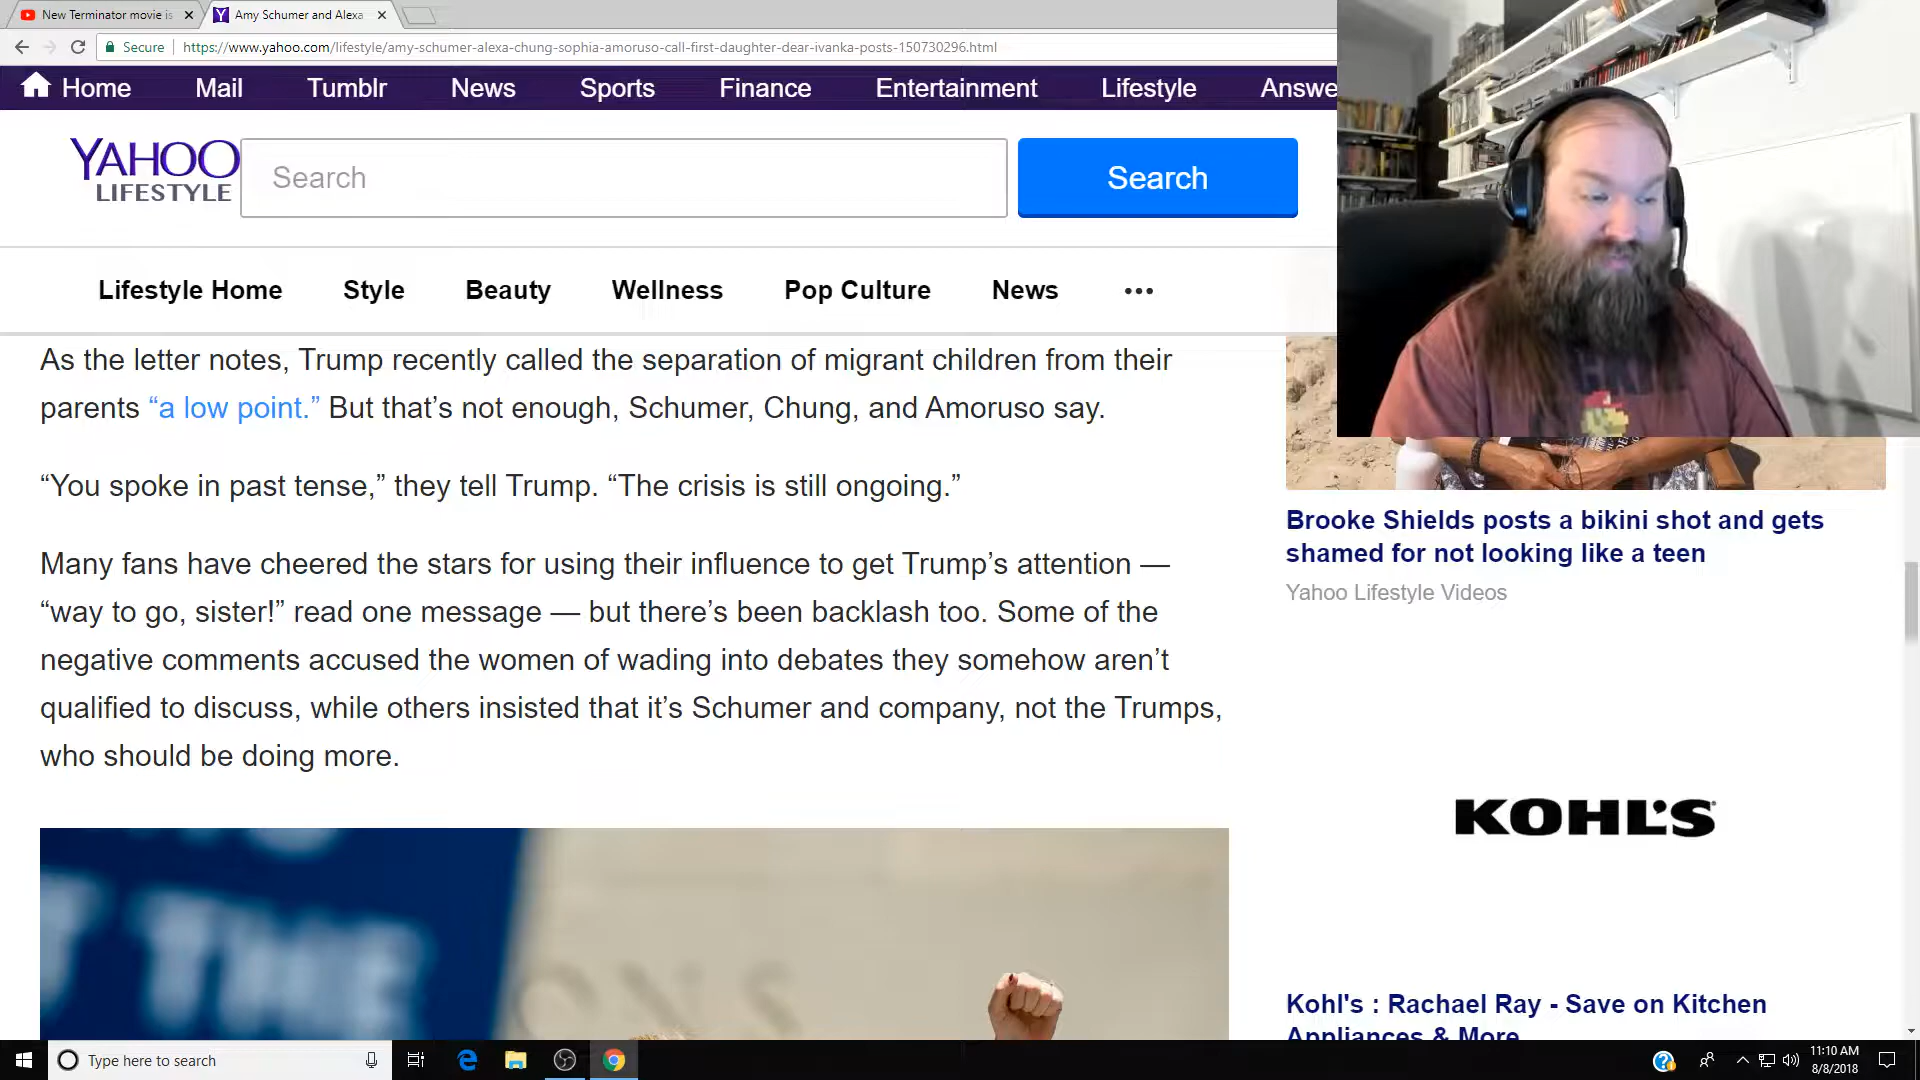 New Terminator movie is
Amy Schumer and Alexa
Secure
https://www.yahoo.com/lifestyle/amy-schumer-alexa-chung-sophia-amoruso-call-first-daughter-dear-ivanka-posts-150730296.html
Home Mail Tumblr News Sports Finance Entertainment Lifestyle Answe
YAHOO
LIFESTYLE
Search
Search
Lifestyle Home Style Beauty Wellness Pop Culture News •••
As the letter notes, Trump recently called the separation of migrant children from their
parents “a low point.” But that’s not enough, Schumer, Chung, and Amoruso say.
“You spoke in past tense,” they tell Trump. “The crisis is still ongoing.”
Many fans have cheered the stars for using their influence to get Trump’s attention —
“way to go, sister!” read one message — but there’s been backlash too. Some of the
negative comments accused the women of wading into debates they somehow aren’t
qualified to discuss, while others insisted that it’s Schumer and company, not the Trumps,
who should be doing more.
THE
Brooke Shields posts a bikini shot and gets
shamed for not looking like a teen
Yahoo Lifestyle Videos
KOHL'S
Kohl's : Rachael Ray - Save on Kitchen
Appliances & More
Type here to search
11:10 AM
8/8/2018